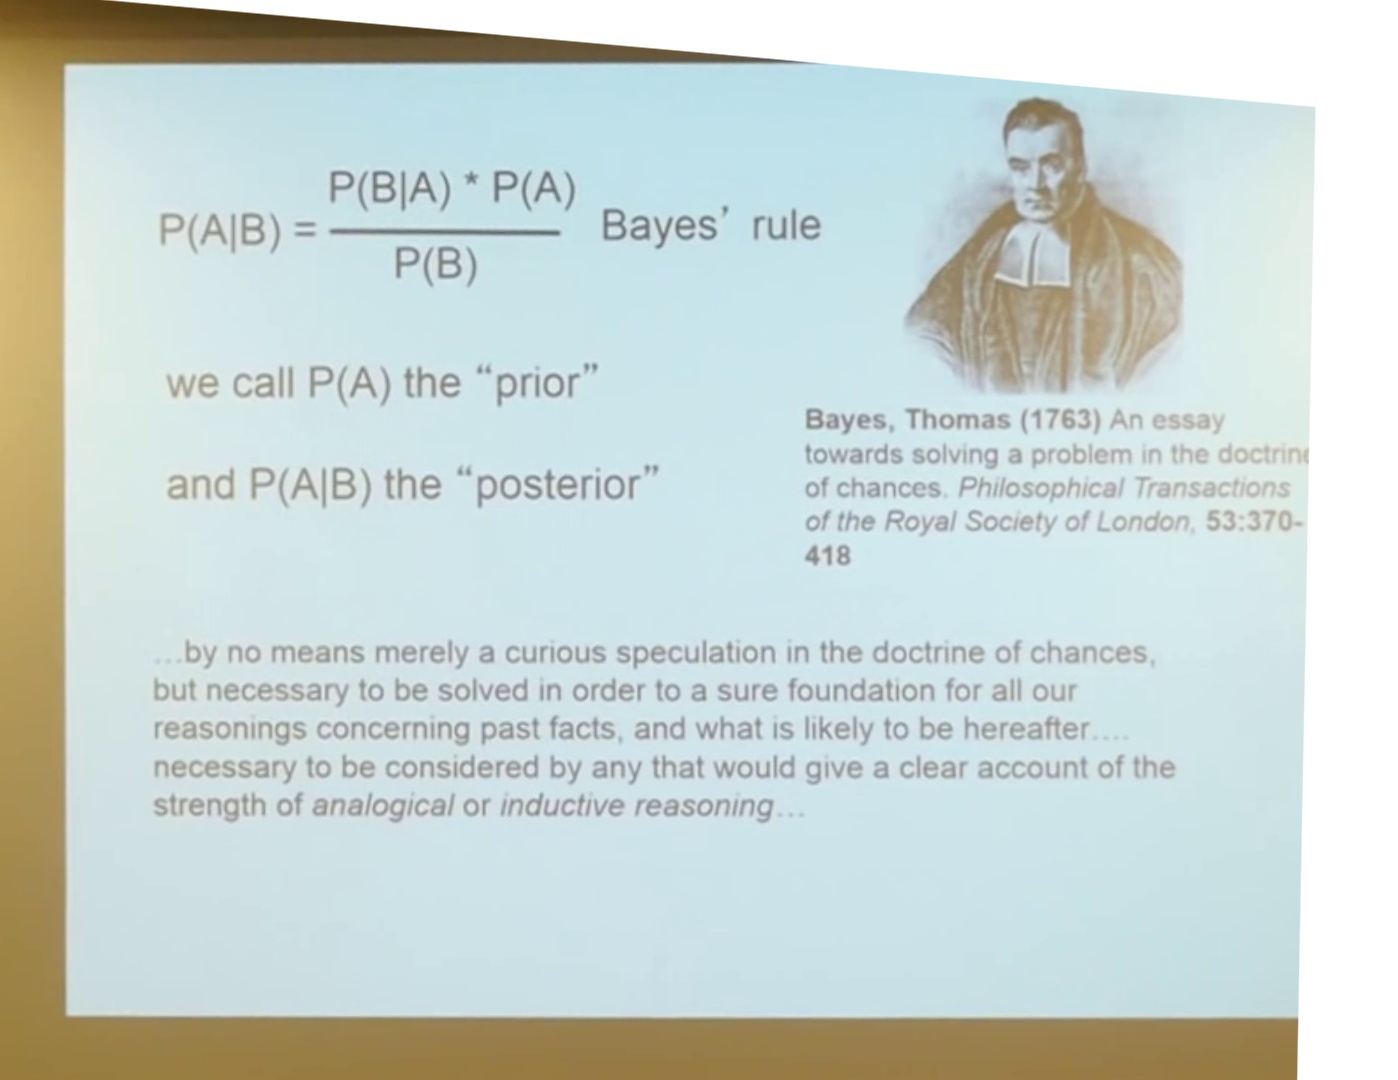 P(B|A) * P(A)
P(A|B) = Bayes’ rule
P(B)
we call P(A) the “prior”
and P(A|B) the “posterior”
Bayes, Thomas (1763) An essay
towards solving a problem in the doctrine
of chances. Philosophical Transactions
of the Royal Society of London, 53:370-
418
...by no means merely a curious speculation in the doctrine of chances,
but necessary to be solved in order to a sure foundation for all our
reasonings concerning past facts, and what is likely to be hereafter....
necessary to be considered by any that would give a clear account of the
strength of analogical or inductive reasoning...